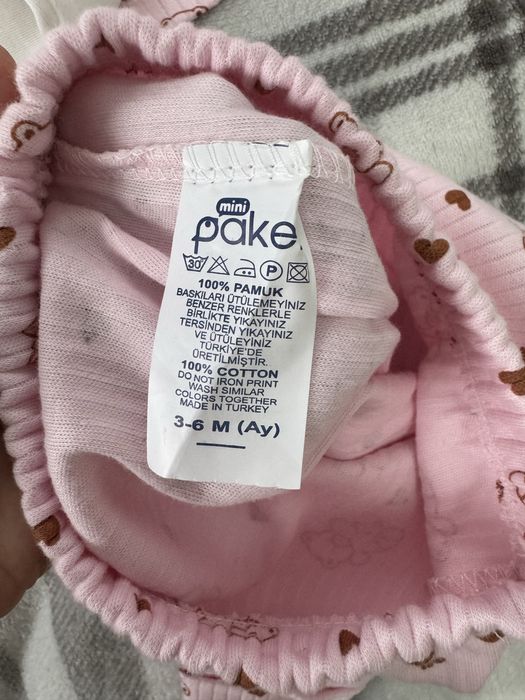 mini
pake
30 P
100% PAMUK
BASKILARI ÜTÜLEMEYİNİZ
BENZER RENKLERLE
BİRLİKTE YIKAYINIZ
TERSİNDEN YIKAYINIZ
VE ÜTÜLEYİNİZ
TÜRKİYE'DE
ÜRETİLMİŞTİR.
100% COTTON
DO NOT IRON PRINT
WASH SIMILAR
COLORS TOGETHER
MADE IN TURKEY
3-6 M (Ay)